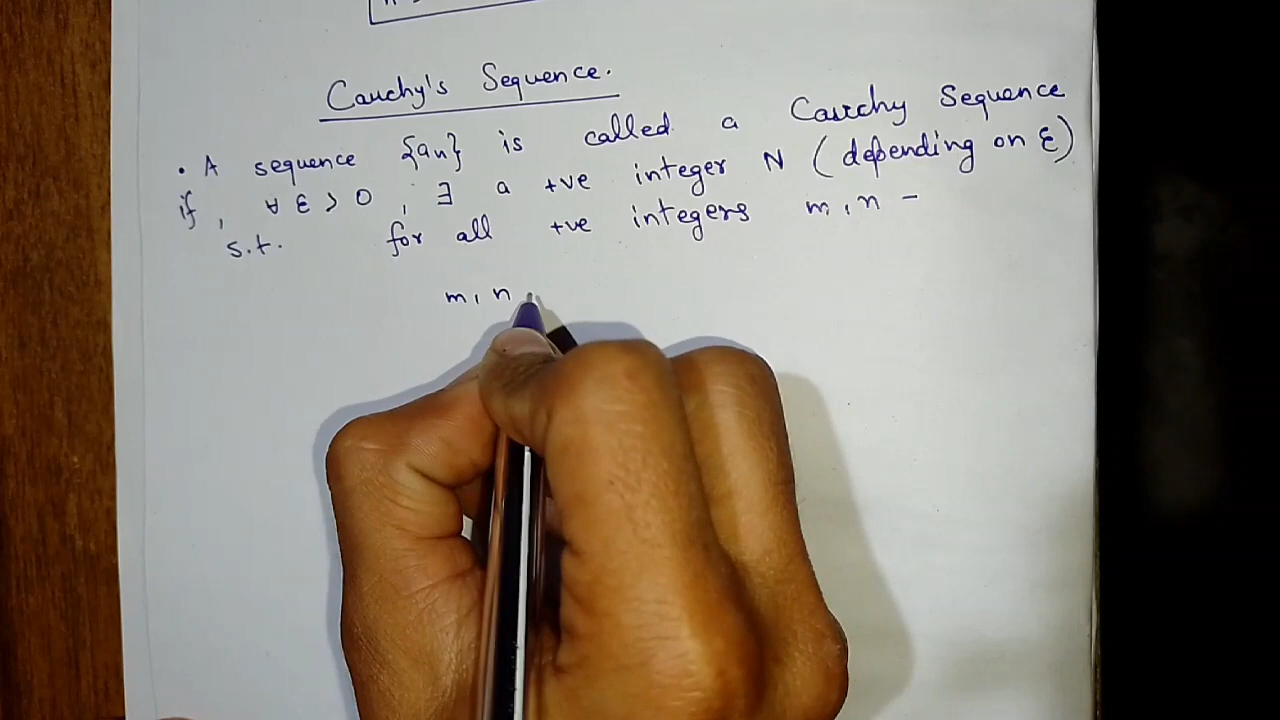 Cauchy's Sequence.
• A sequence {an} is called a Cauchy Sequence
if, ∀ ε > 0, ∃ a +ve integer N (depending on ε)
s.t. for all +ve integers m, n -
m, n